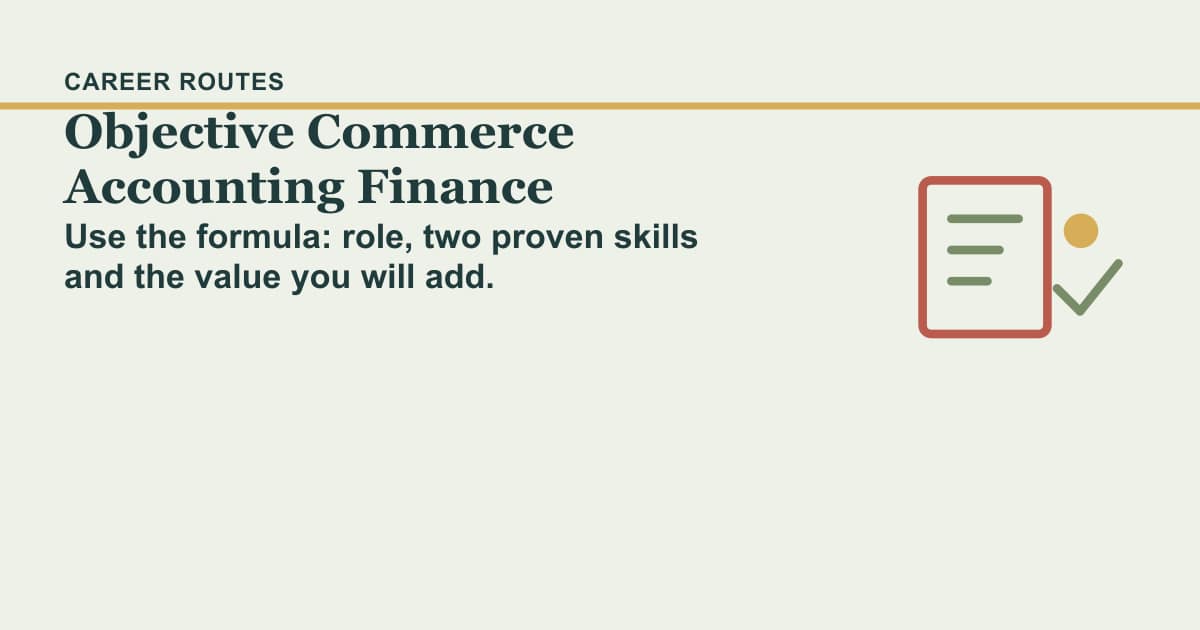 CAREER ROUTES
Objective Commerce
Accounting Finance
Use the formula: role, two proven skills
and the value you will add.